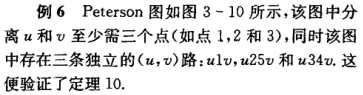 例6 Peterson 图如图 3-10 所示,该图中分
离 u 和 v 至少需三个点(如点 1,2 和 3),同时该图
中存在三条独立的(u,v)路:u1v,u25v 和 u34v. 这
便验证了定理 10.